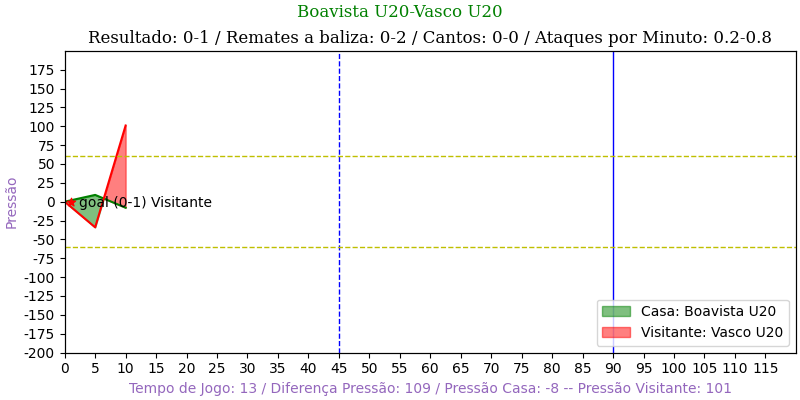 Boavista U20-Vasco U20
Resultado: 0-1 / Remates a baliza: 0-2 / Cantos: 0-0 / Ataques por Minuto: 0.2-0.8
175
150
125
100
75
50
25
0
-25
-50
-75
-100
-125
-150
-175
-200
Pressão
goal (0-1) Visitante
Casa: Boavista U20
Visitante: Vasco U20
0 5 10 15 20 25 30 35 40 45 50 55 60 65 70 75 80 85 90 95 100 105 110 115
Tempo de Jogo: 13 / Diferença Pressão: 109 / Pressão Casa: -8 -- Pressão Visitante: 101